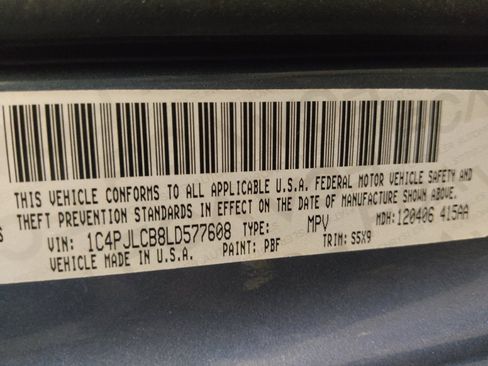 THIS VEHICLE CONFORMS TO ALL APPLICABLE U.S.A. FEDERAL MOTOR VEHICLE SAFETY AND
THEFT PREVENTION STANDARDS IN EFFECT ON THE DATE OF MANUFACTURE SHOWN ABOVE.
VIN: 1C4PJLCB8LD577608 TYPE: MPV MDH: 120406 415AA
VEHICLE MADE IN U.S.A. PAINT: PBF TRIM: S5X9